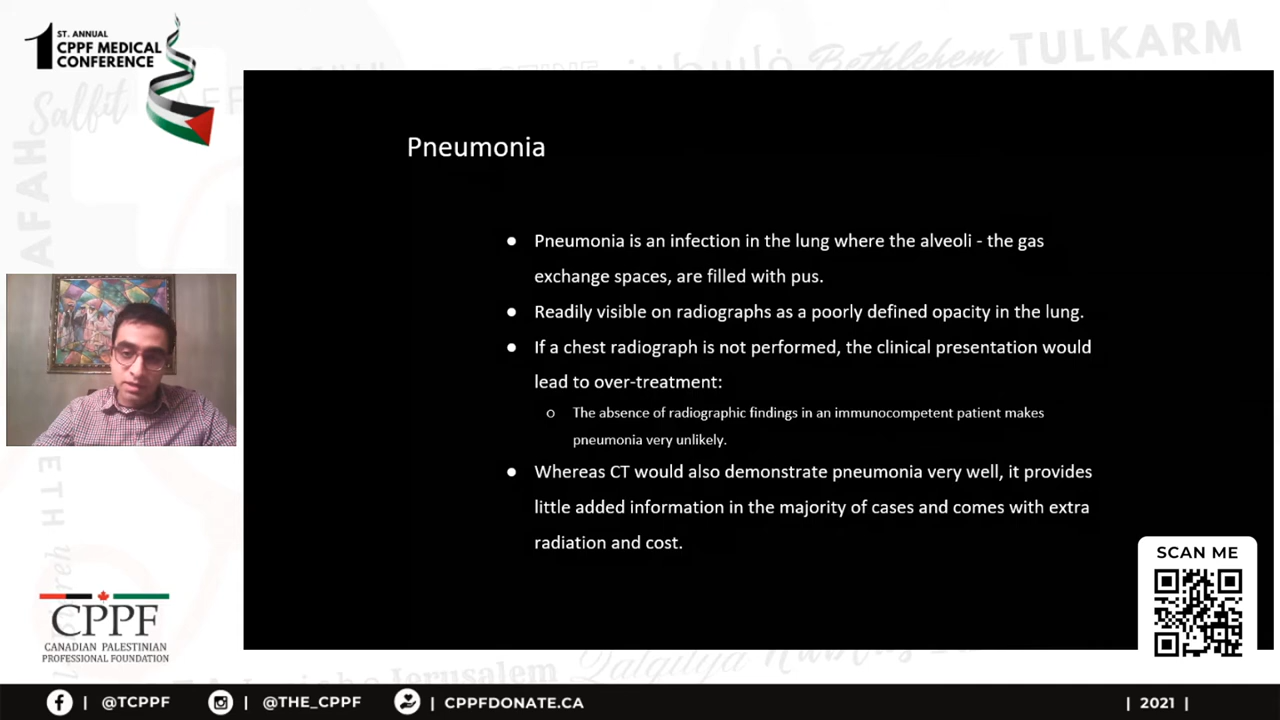 1 ST. ANNUAL
CPPF MEDICAL
CONFERENCE
Salfit
Bethlehem TULKARM
Pneumonia
● Pneumonia is an infection in the lung where the alveoli - the gas
exchange spaces, are filled with pus.
● Readily visible on radiographs as a poorly defined opacity in the lung.
● If a chest radiograph is not performed, the clinical presentation would
lead to over-treatment:
○ The absence of radiographic findings in an immunocompetent patient makes
pneumonia very unlikely.
● Whereas CT would also demonstrate pneumonia very well, it provides
little added information in the majority of cases and comes with extra
radiation and cost.
SCAN ME
CPPF
CANADIAN PALESTINIAN
PROFESSIONAL FOUNDATION
Jerusalem Qalqilya
| @TCPPF | @THE_CPPF | CPPFDONATE.CA | 2021 |